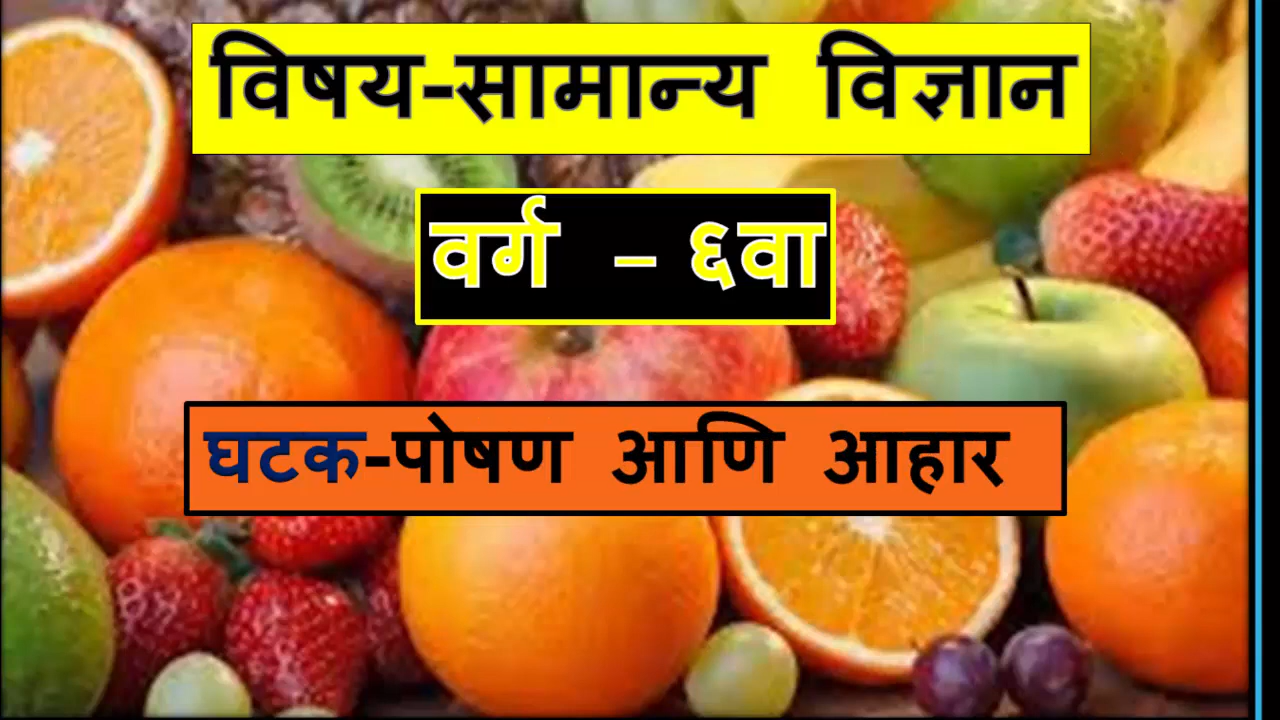 विषय-सामान्य विज्ञान
वर्ग – ६वा
घटक-पोषण आणि आहार